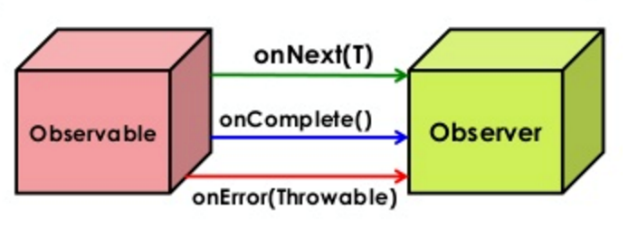 onNext(T)
Observable
onComplete()
Observer
onError(Throwable)